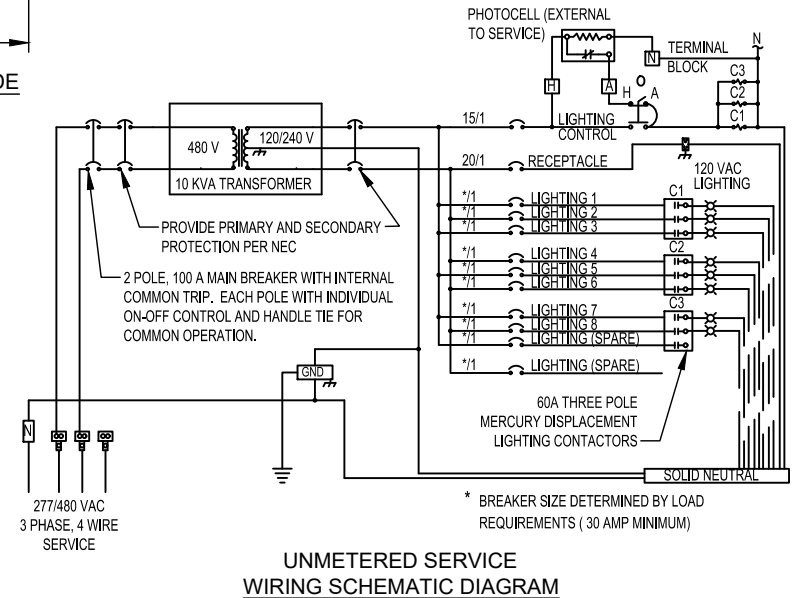 DE
PHOTOCELL (EXTERNAL
TO SERVICE)
N
TERMINAL
BLOCK
N
H
A
H
A
O
C3
C2
C1
15/1
LIGHTING
CONTROL
480 V
120/240 V
10 KVA TRANSFORMER
20/1
RECEPTACLE
120 VAC
LIGHTING
PROVIDE PRIMARY AND SECONDARY
PROTECTION PER NEC
2 POLE, 100 A MAIN BREAKER WITH INTERNAL
COMMON TRIP. EACH POLE WITH INDIVIDUAL
ON-OFF CONTROL AND HANDLE TIE FOR
COMMON OPERATION.
*/1 LIGHTING 1
*/1 LIGHTING 2
*/1 LIGHTING 3
C1
*/1 LIGHTING 4
*/1 LIGHTING 5
*/1 LIGHTING 6
C2
*/1 LIGHTING 7
*/1 LIGHTING 8
*/1 LIGHTING (SPARE)
C3
*/1 LIGHTING (SPARE)
GND
60A THREE POLE
MERCURY DISPLACEMENT
LIGHTING CONTACTORS
N
SOLID NEUTRAL
277/480 VAC
3 PHASE, 4 WIRE
SERVICE
* BREAKER SIZE DETERMINED BY LOAD
REQUIREMENTS ( 30 AMP MINIMUM)
UNMETERED SERVICE
WIRING SCHEMATIC DIAGRAM